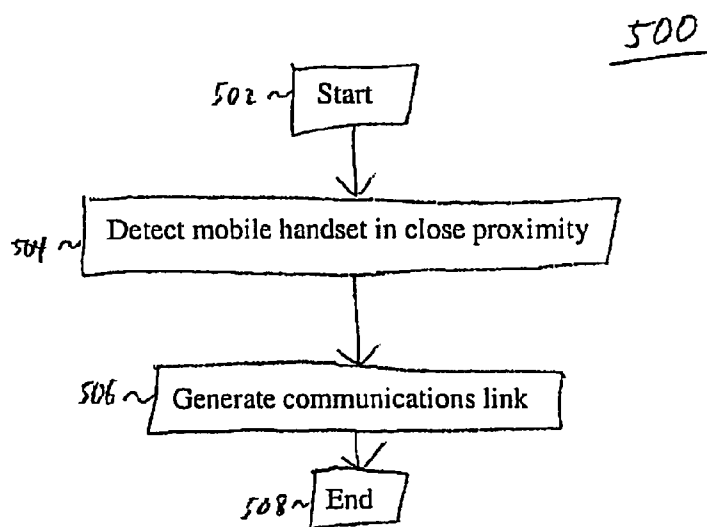 500
502 ~ Start
504 ~ Detect mobile handset in close proximity
506 ~ Generate communications link
508 ~ End